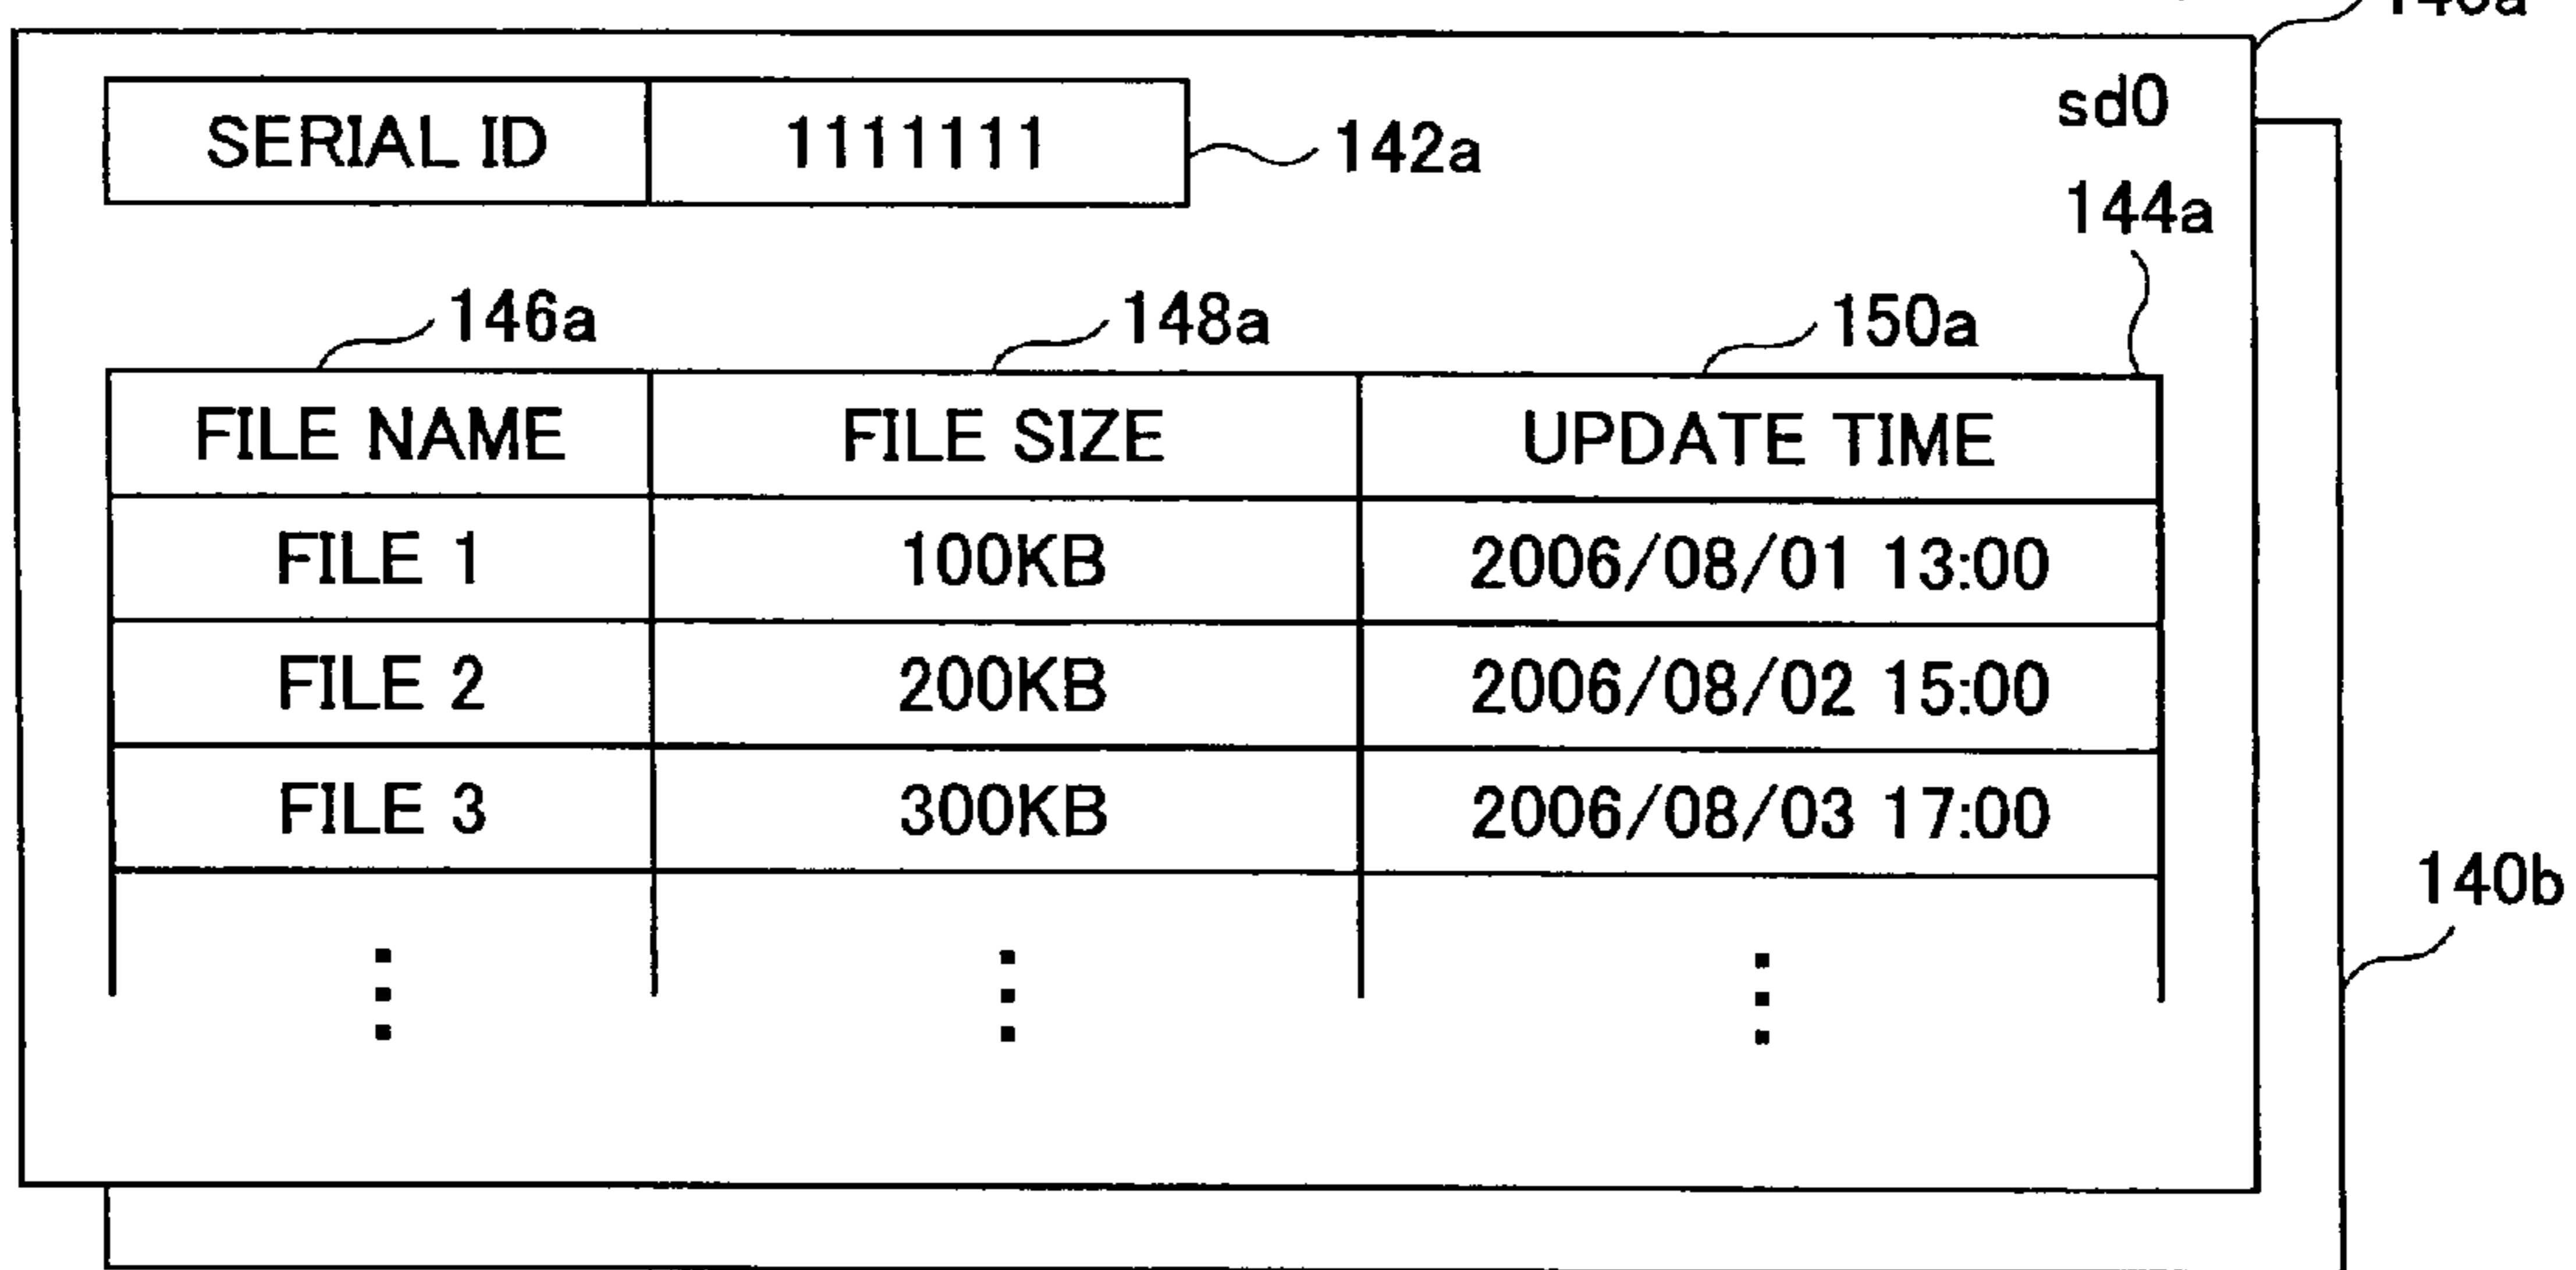 sd0
SERIAL ID 1111111 142a
144a
146a 148a 150a
FILE NAME FILE SIZE UPDATE TIME
FILE 1 100KB 2006/08/01 13:00
FILE 2 200KB 2006/08/02 15:00
FILE 3 300KB 2006/08/03 17:00
140b